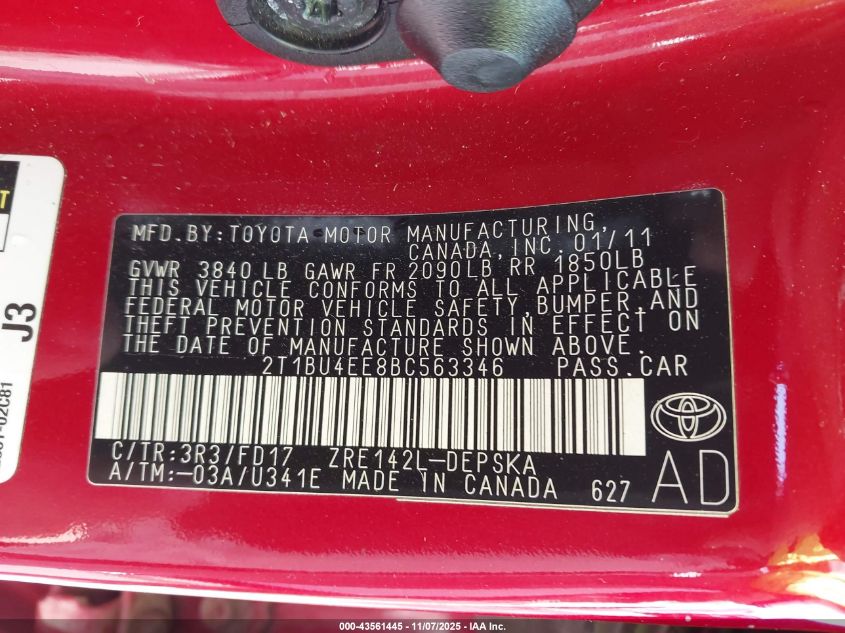 MFD.BY:TOYOTA MOTOR MANUFACTURING,
CANADA, INC. 01/11
GVWR 3840 LB GAWR FR 2090LB RR 1850LB
THIS VEHICLE CONFORMS TO ALL APPLICABLE
FEDERAL MOTOR VEHICLE SAFETY, BUMPER, AND
THEFT PREVENTION STANDARDS IN EFFECT ON
THE DATE OF MANUFACTURE SHOWN ABOVE.
2T1BU4EE8BC563346 PASS.CAR
C/TR:3R3/FD17 ZRE142L-DEPSKA
A/TM:-03A/U341E MADE IN CANADA 627
AD
J3
000-43561445 - 11/07/2025 - IAA Inc.